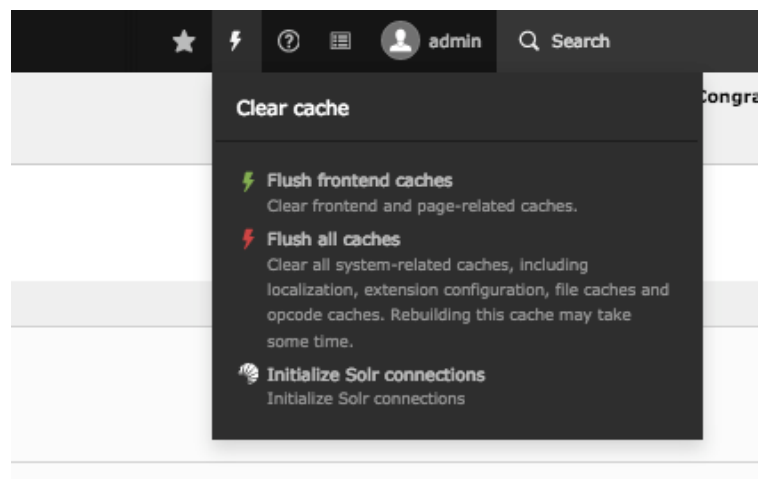 admin
Search
Clear cache
Flush frontend caches
Clear frontend and page-related caches.
Flush all caches
Clear all system-related caches, including
localization, extension configuration, file caches and
opcode caches. Rebuilding this cache may take
some time.
Initialize Solr connections
Initialize Solr connections